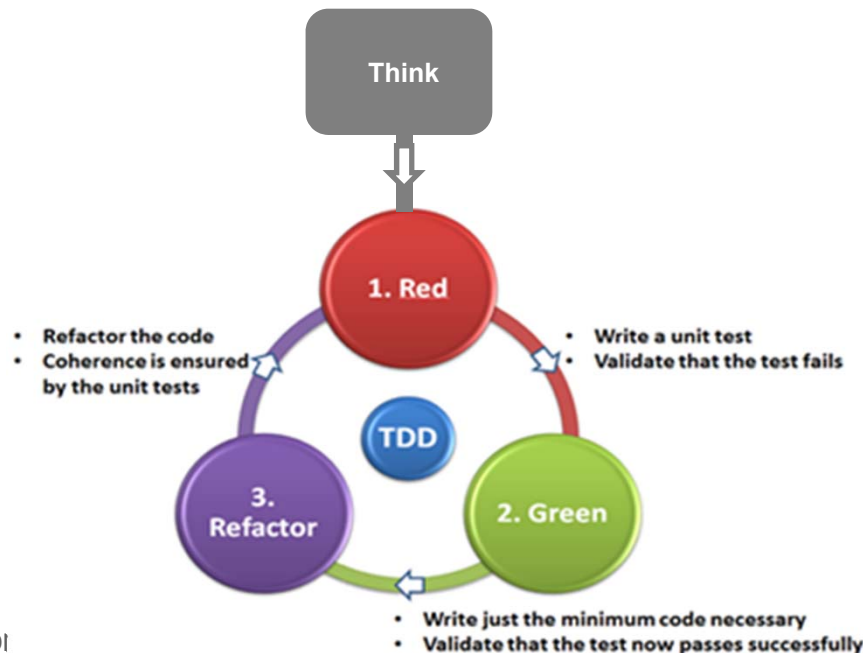 Think
1. Red
• Refactor the code
• Coherence is ensured
by the unit tests
• Write a unit test
• Validate that the test fails
TDD
3.
Refactor
2. Green
• Write just the minimum code necessary
• Validate that the test now passes successfully